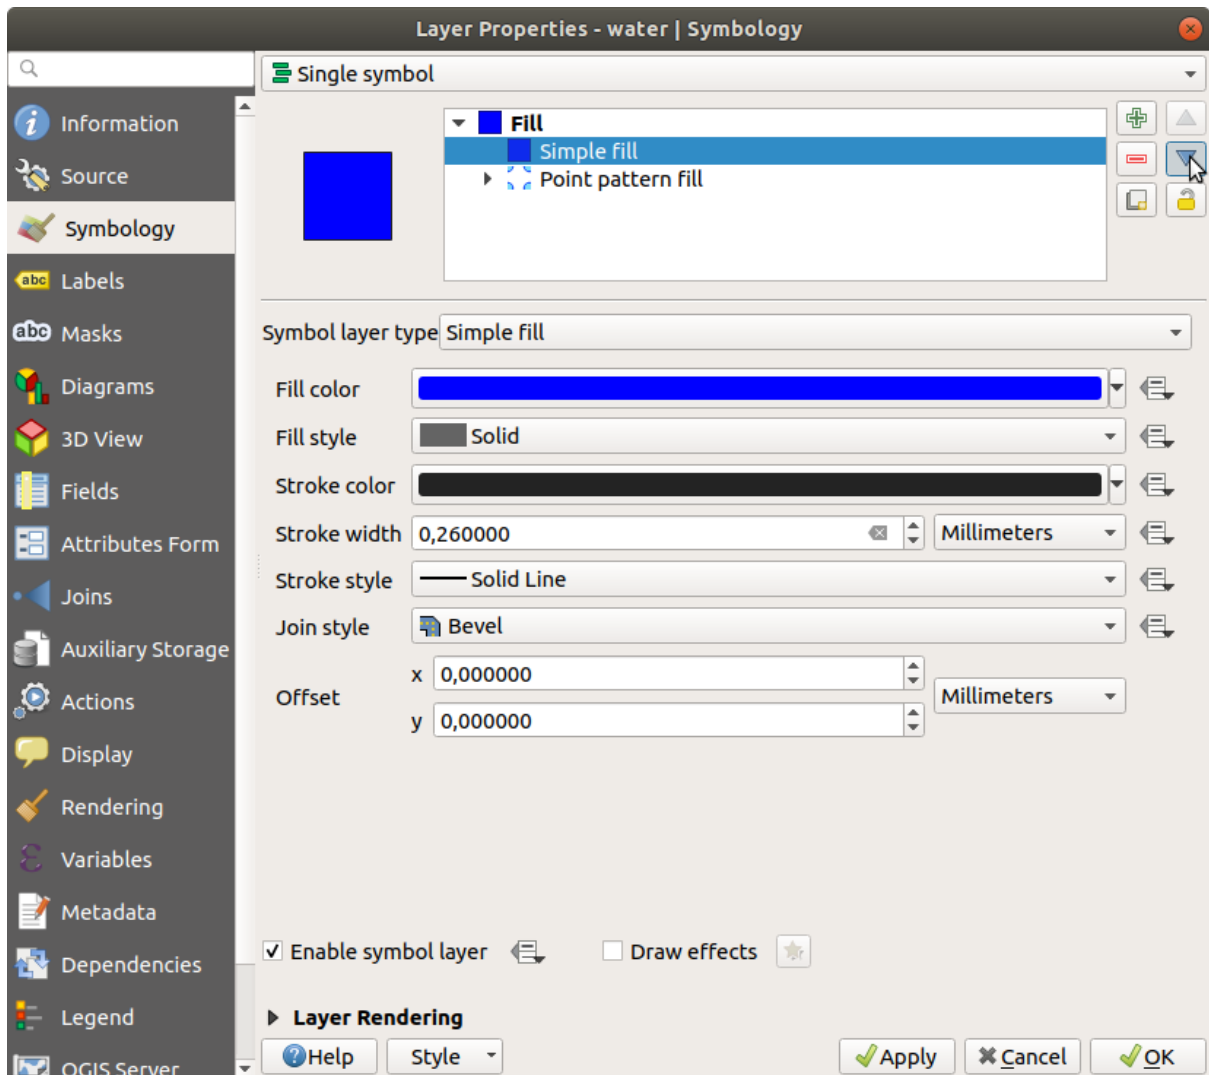 Layer Properties - water | Symbology
Single symbol
Information
Source
Symbology
Labels
Masks
Diagrams
3D View
Fields
Attributes Form
Joins
Auxiliary Storage
Actions
Display
Rendering
Variables
Metadata
Dependencies
Legend
QGIS Server
Fill
Simple fill
Point pattern fill
Symbol layer type Simple fill
Fill color
Fill style Solid
Stroke color
Stroke width 0,260000 Millimeters
Stroke style Solid Line
Join style Bevel
Offset
x 0,000000 Millimeters
y 0,000000
Enable symbol layer Draw effects
Layer Rendering
Help Style Apply Cancel OK